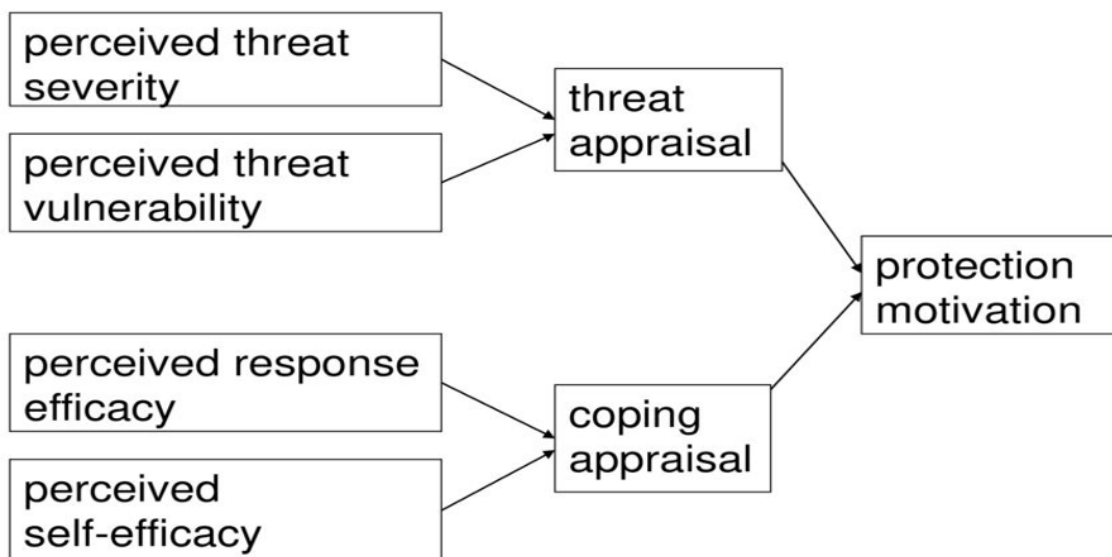 perceived threat
severity
perceived threat
vulnerability
threat
appraisal
protection
motivation
perceived response
efficacy
perceived
self-efficacy
coping
appraisal